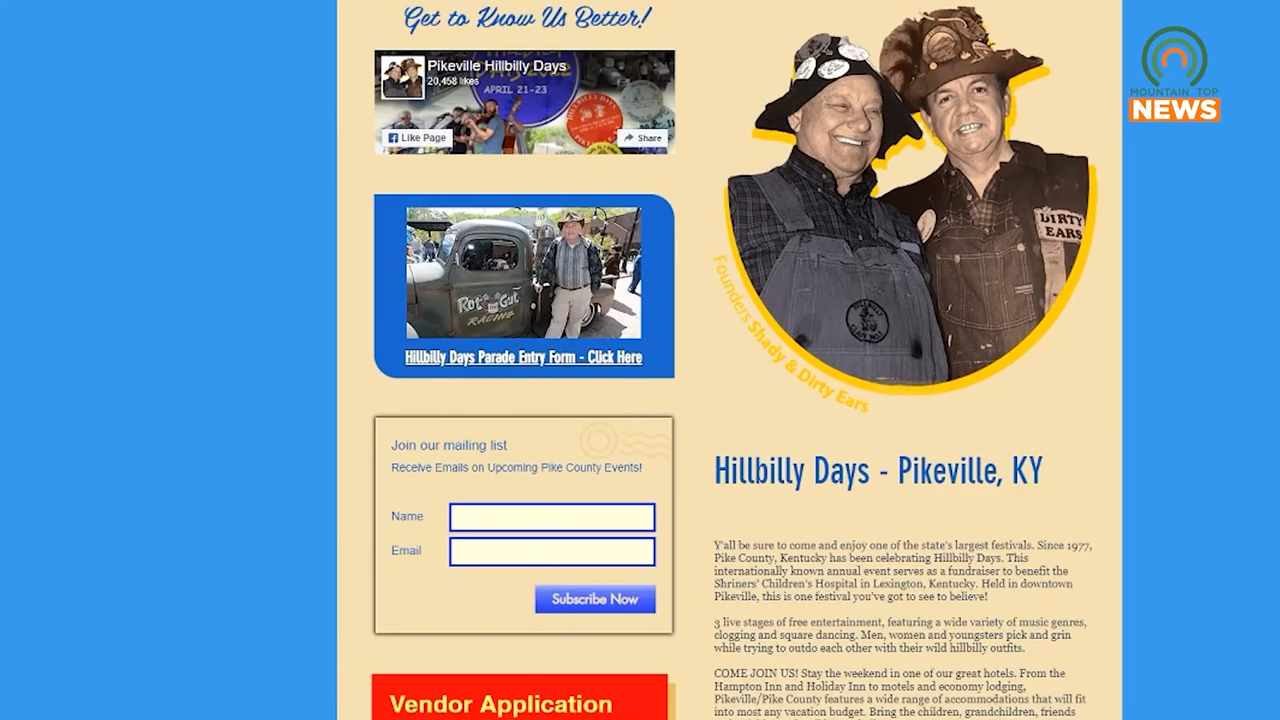 Get to Know Us Better!
Pikeville Hillbilly Days
20,458 likes
APRIL 21-23
Like Page
Share
Rot Gut
RACING
Hillbilly Days Parade Entry Form - Click Here
Join our mailing list
Receive Emails on Upcoming Pike County Events!
Name
Email
Subscribe Now
Vendor Application
DIRTY
EARS
Founders Shady & Dirty Ears
Hillbilly Days - Pikeville, KY
Y'all be sure to come and enjoy one of the state's largest festivals. Since 1977,
Pike County, Kentucky has been celebrating Hillbilly Days. This
internationally known annual event serves as a fundraiser to benefit the
Shriners' Children's Hospital in Lexington, Kentucky. Held in downtown
Pikeville, this is one festival you've got to see to believe!
3 live stages of free entertainment, featuring a wide variety of music genres,
clogging and square dancing. Men, women and youngsters pick and grin
while trying to outdo each other with their wild hillbilly outfits.
COME JOIN US! Stay the weekend in one of our great hotels. From the
Hampton Inn and Holiday Inn to motels and economy lodging,
Pikeville/Pike County features a wide range of accommodations that will fit
into most any vacation budget. Bring the children, grandchildren, friends
MOUNTAIN TOP
NEWS